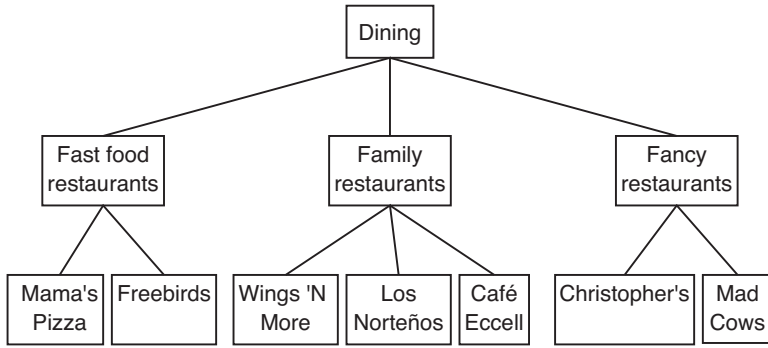 Dining
Fast food
restaurants
Family
restaurants
Fancy
restaurants
Mama's
Pizza
Freebirds
Wings 'N
More
Los
Norteños
Café
Eccell
Christopher's
Mad
Cows